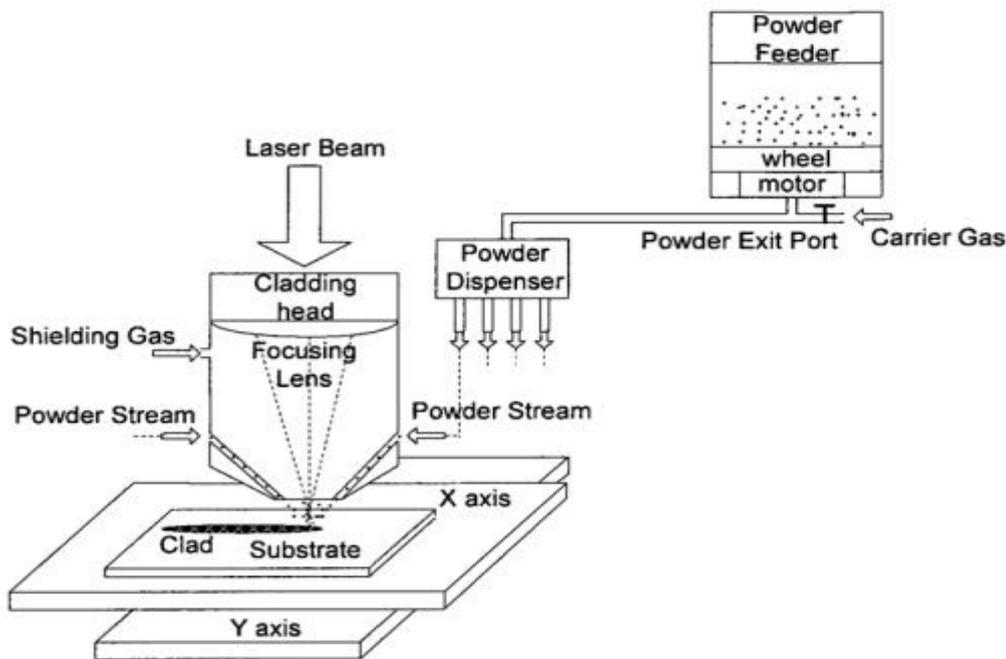 Powder
Feeder
wheel
motor
Laser Beam
Powder Exit Port
Carrier Gas
Powder
Dispenser
Cladding
head
Shielding Gas
Focusing
Lens
Powder Stream
Powder Stream
X axis
Clad
Substrate
Y axis